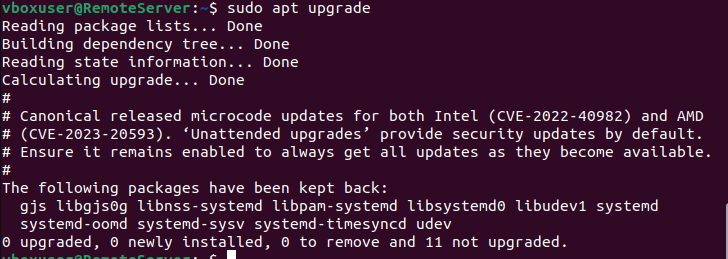 vboxuser@RemoteServer:~$ sudo apt upgrade
Reading package lists... Done
Building dependency tree... Done
Reading state information... Done
Calculating upgrade... Done
#
# Canonical released microcode updates for both Intel (CVE-2022-40982) and AMD
# (CVE-2023-20593). ‘Unattended upgrades’ provide security updates by default.
# Ensure it remains enabled to always get all updates as they become available.
#
The following packages have been kept back:
  gjs libgjs0g libnss-systemd libpam-systemd libsystemd0 libudev1 systemd
  systemd-oomd systemd-sysv systemd-timesyncd udev
0 upgraded, 0 newly installed, 0 to remove and 11 not upgraded.
vboxuser@RemoteServer:~$